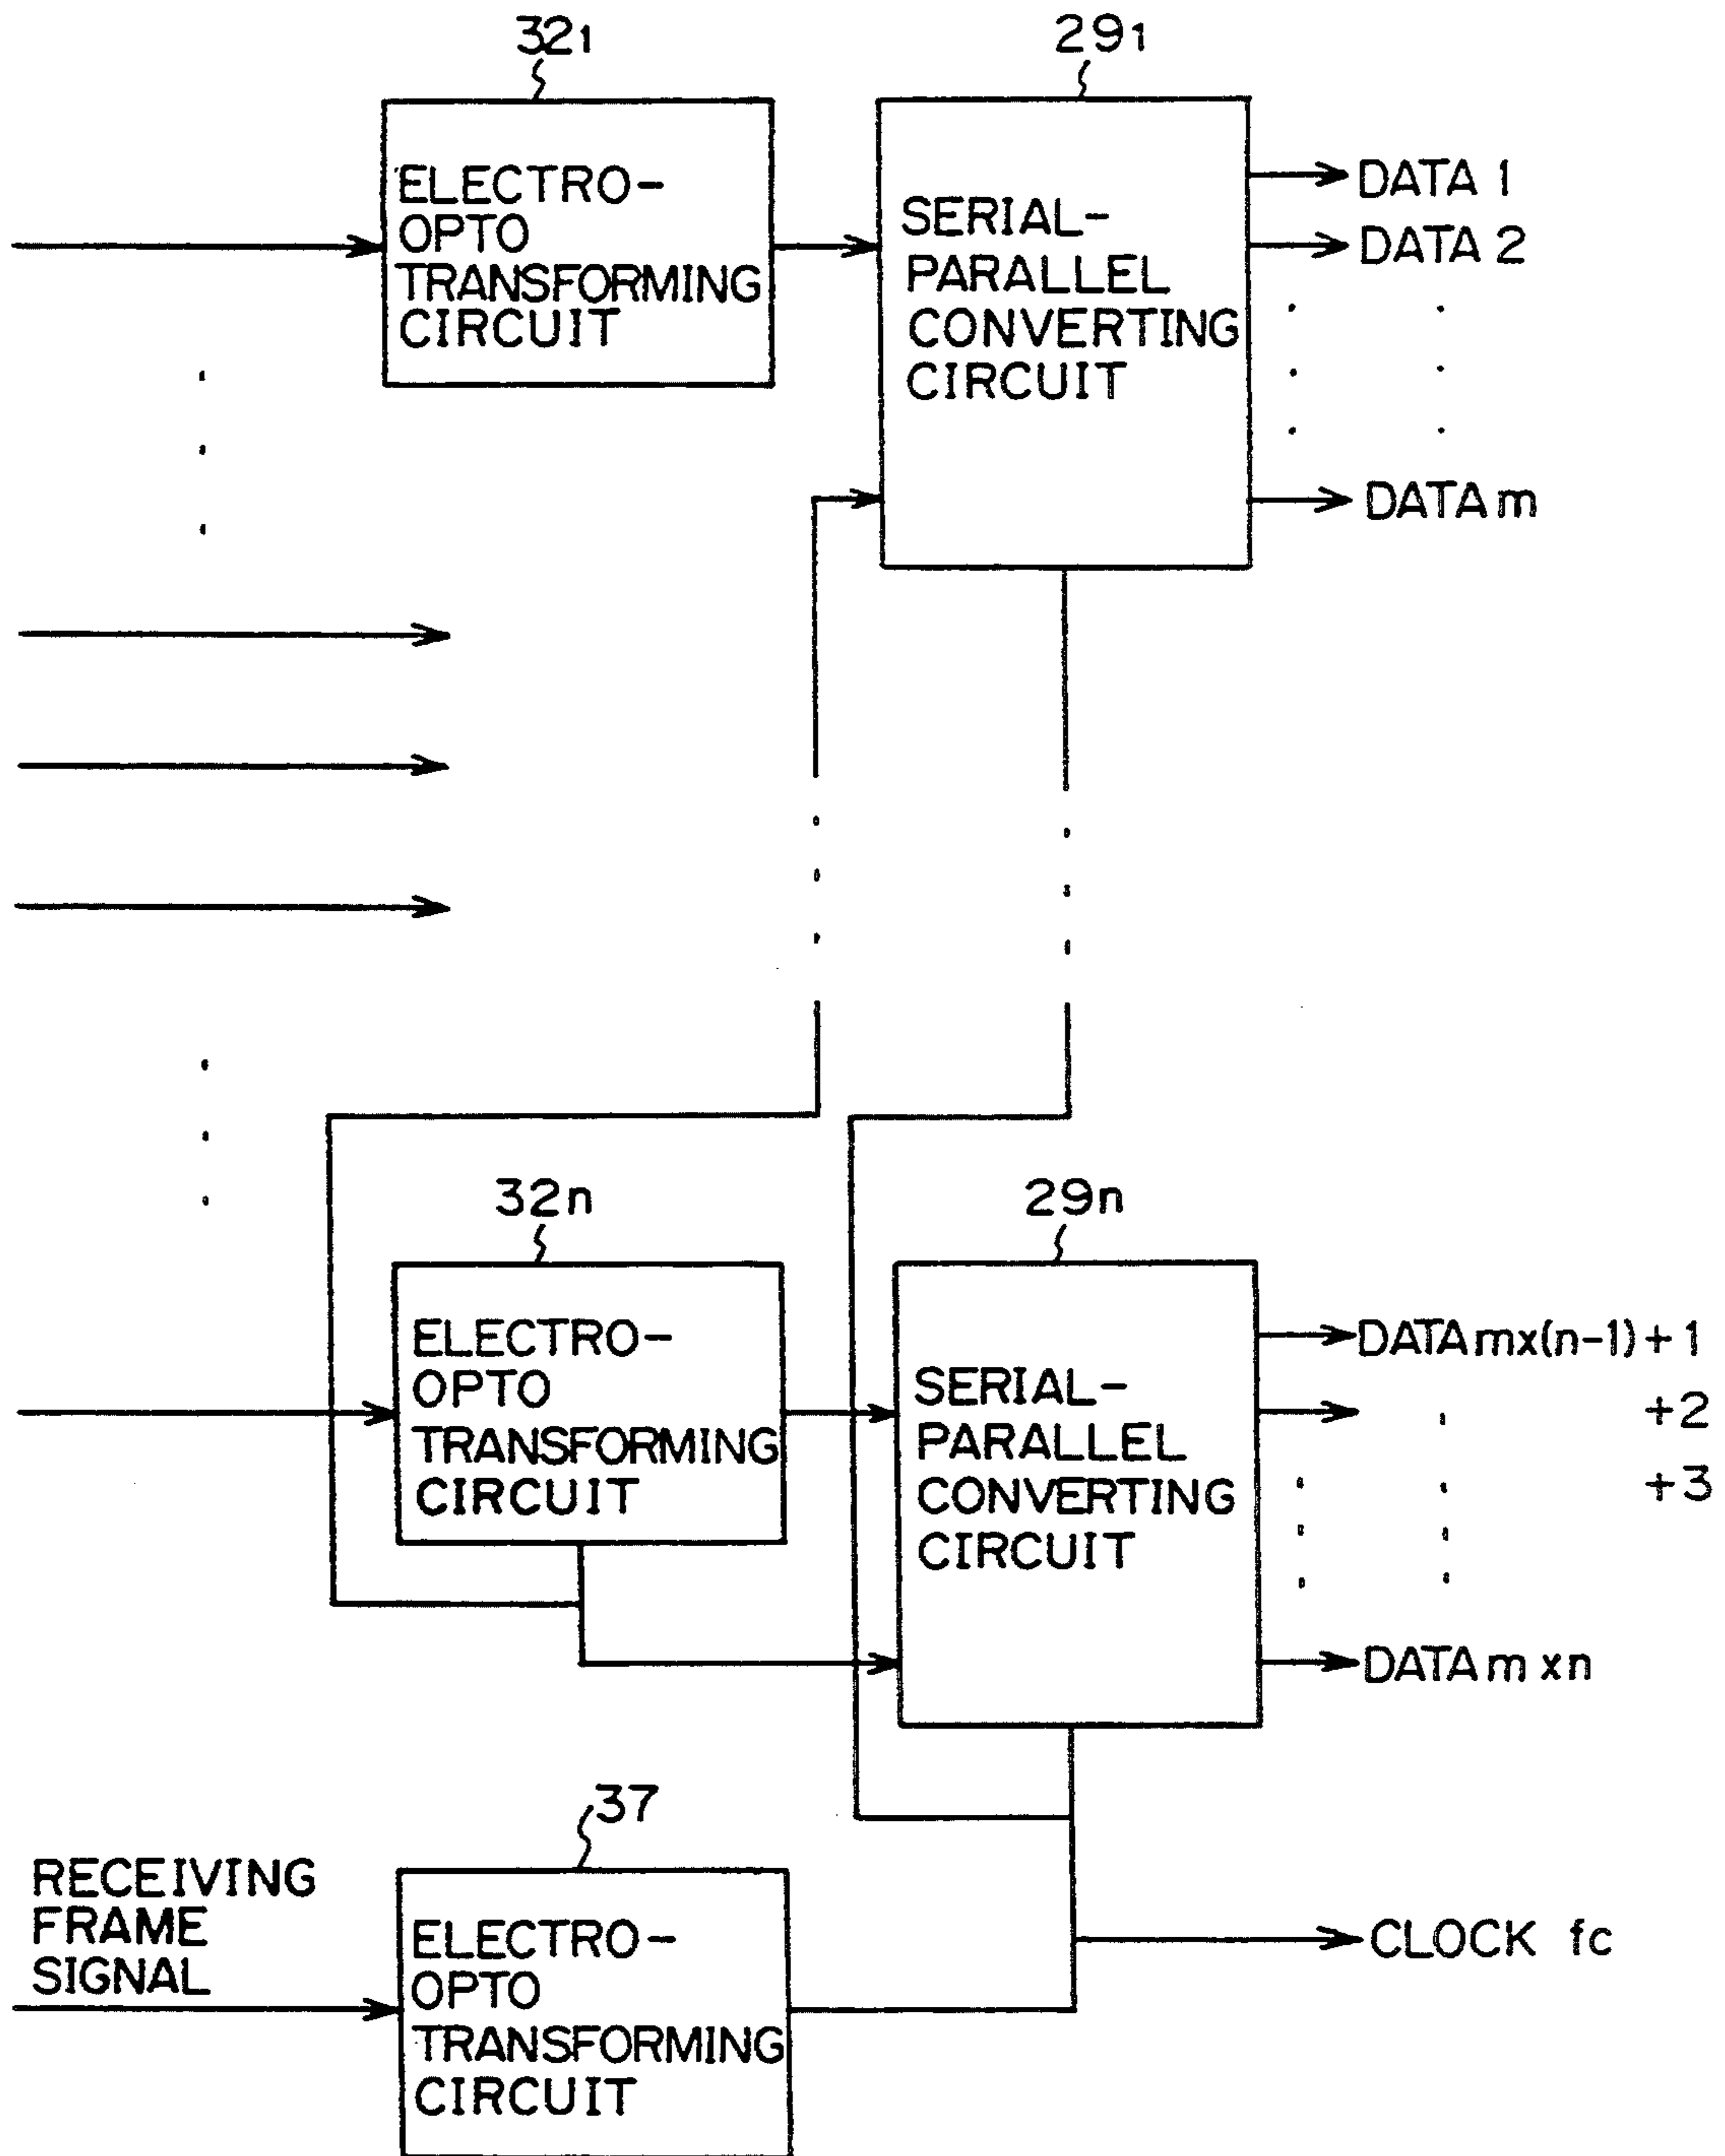 32₁
29₁
ELECTRO-
OPTO
TRANSFORMING
CIRCUIT
SERIAL-
PARALLEL
CONVERTING
CIRCUIT
DATA 1
DATA 2
DATA m
32n
29n
ELECTRO-
OPTO
TRANSFORMING
CIRCUIT
SERIAL-
PARALLEL
CONVERTING
CIRCUIT
DATA mx(n-1)+1
+2
+3
DATA m xn
37
RECEIVING
FRAME
SIGNAL
ELECTRO-
OPTO
TRANSFORMING
CIRCUIT
CLOCK fc